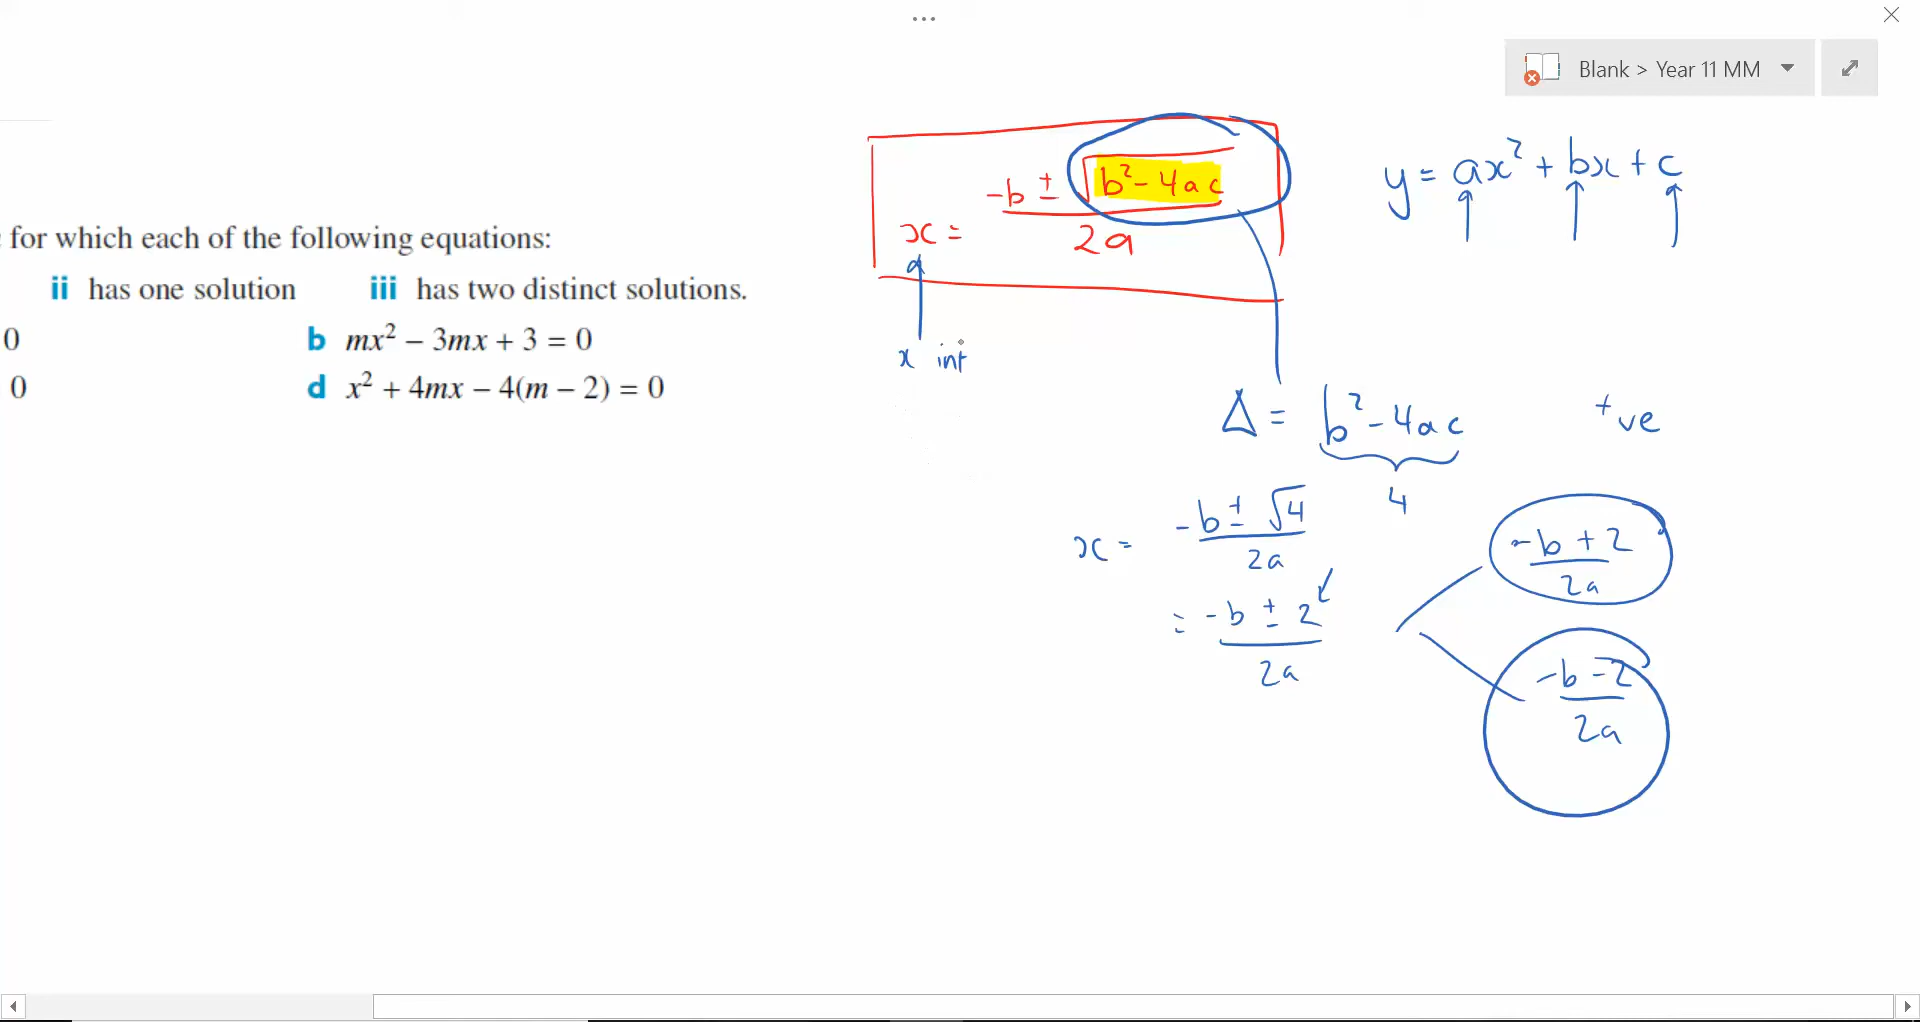 Blank > Year 11 MM
for which each of the following equations:
ii has one solution iii has two distinct solutions.
0 b mx² − 3mx + 3 = 0
0 d x² + 4mx − 4(m − 2) = 0
x = -b ± √b² - 4ac / 2a
x int
y = ax² + bx + c
Δ = b² - 4ac
4
+ve
x = -b ± √4 / 2a
= -b ± 2 / 2a
-b + 2 / 2a
-b - 2 / 2a